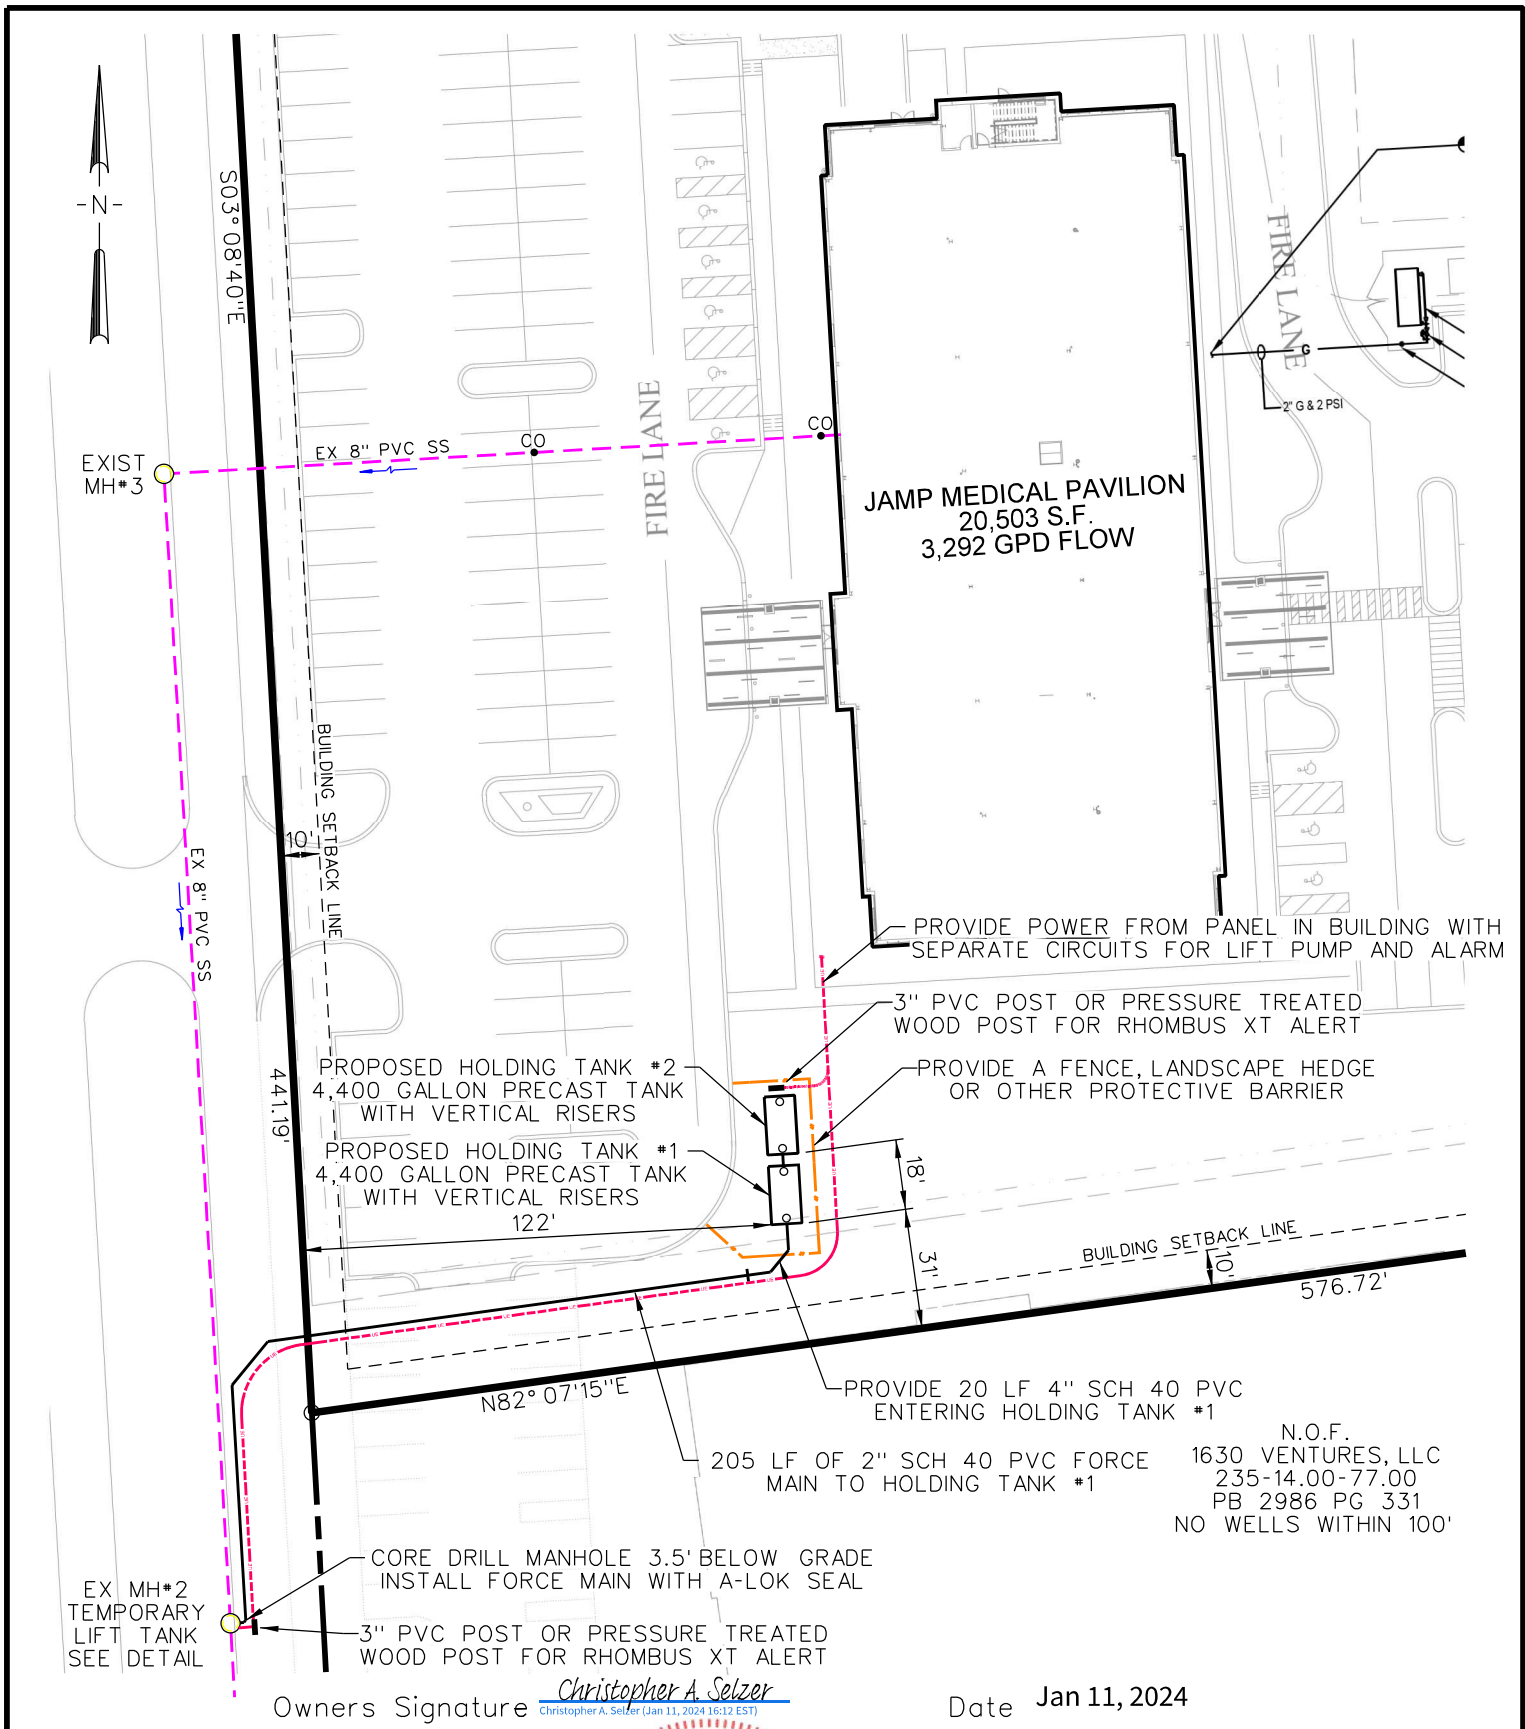 -N-
S03° 08'40"E
FIRE LANE
G
2" G & 2 PSI
EXIST
MH#3
EX 8" PVC SS
CO
CO
FIRE LANE
JAMP MEDICAL PAVILION
20,503 S.F.
3,292 GPD FLOW
BUILDING SETBACK LINE
10'
EX 8" PVC SS
PROVIDE POWER FROM PANEL IN BUILDING WITH
SEPARATE CIRCUITS FOR LIFT PUMP AND ALARM
3" PVC POST OR PRESSURE TREATED
WOOD POST FOR RHOMBUS XT ALERT
PROVIDE A FENCE, LANDSCAPE HEDGE
OR OTHER PROTECTIVE BARRIER
441.19'
PROPOSED HOLDING TANK #2
4,400 GALLON PRECAST TANK
WITH VERTICAL RISERS
PROPOSED HOLDING TANK #1
4,400 GALLON PRECAST TANK
WITH VERTICAL RISERS
122'
18'
31'
BUILDING SETBACK LINE
10'
576.72'
N82° 07'15"E
PROVIDE 20 LF 4" SCH 40 PVC
ENTERING HOLDING TANK #1
205 LF OF 2" SCH 40 PVC FORCE
MAIN TO HOLDING TANK #1
N.O.F.
1630 VENTURES, LLC
235-14.00-77.00
PB 2986 PG 331
NO WELLS WITHIN 100'
CORE DRILL MANHOLE 3.5' BELOW GRADE
INSTALL FORCE MAIN WITH A-LOK SEAL
EX MH#2
TEMPORARY
LIFT TANK
SEE DETAIL
3" PVC POST OR PRESSURE TREATED
WOOD POST FOR RHOMBUS XT ALERT
Owners Signature Christopher A. Selzer
Christopher A. Selzer (Jan 11, 2024 16:12 EST)
Date Jan 11, 2024